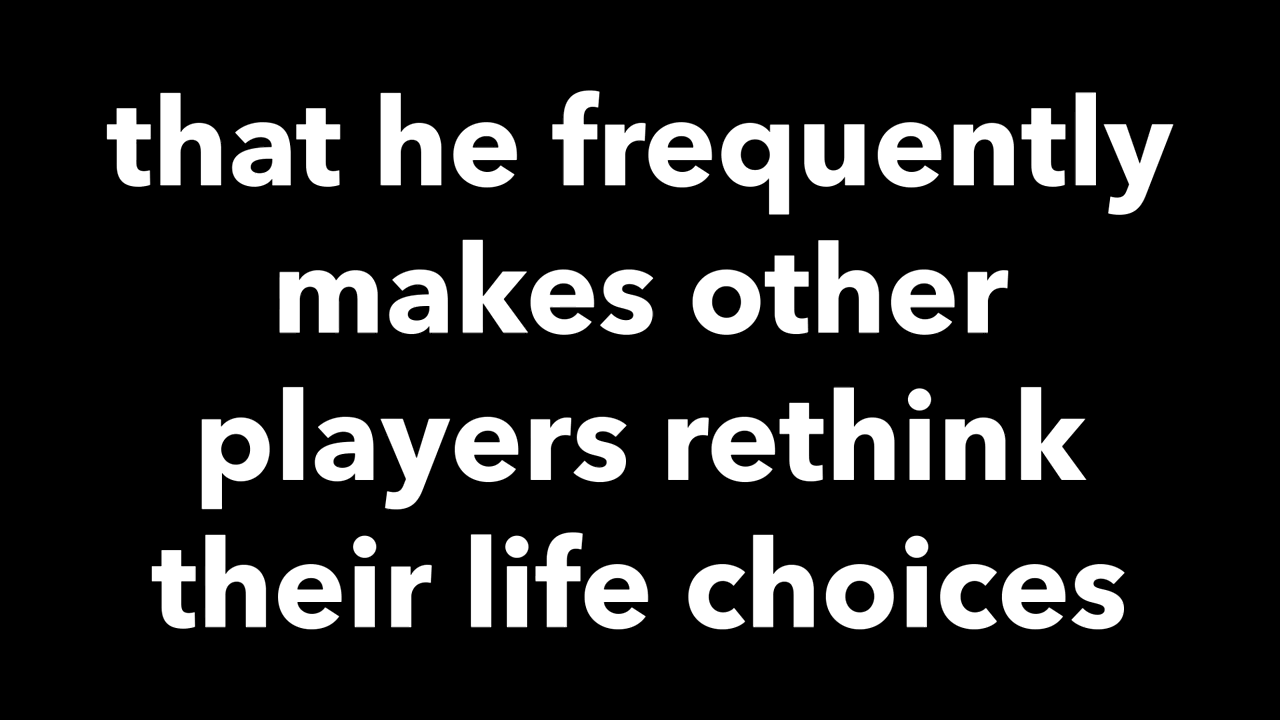 that he frequently
makes other
players rethink
their life choices